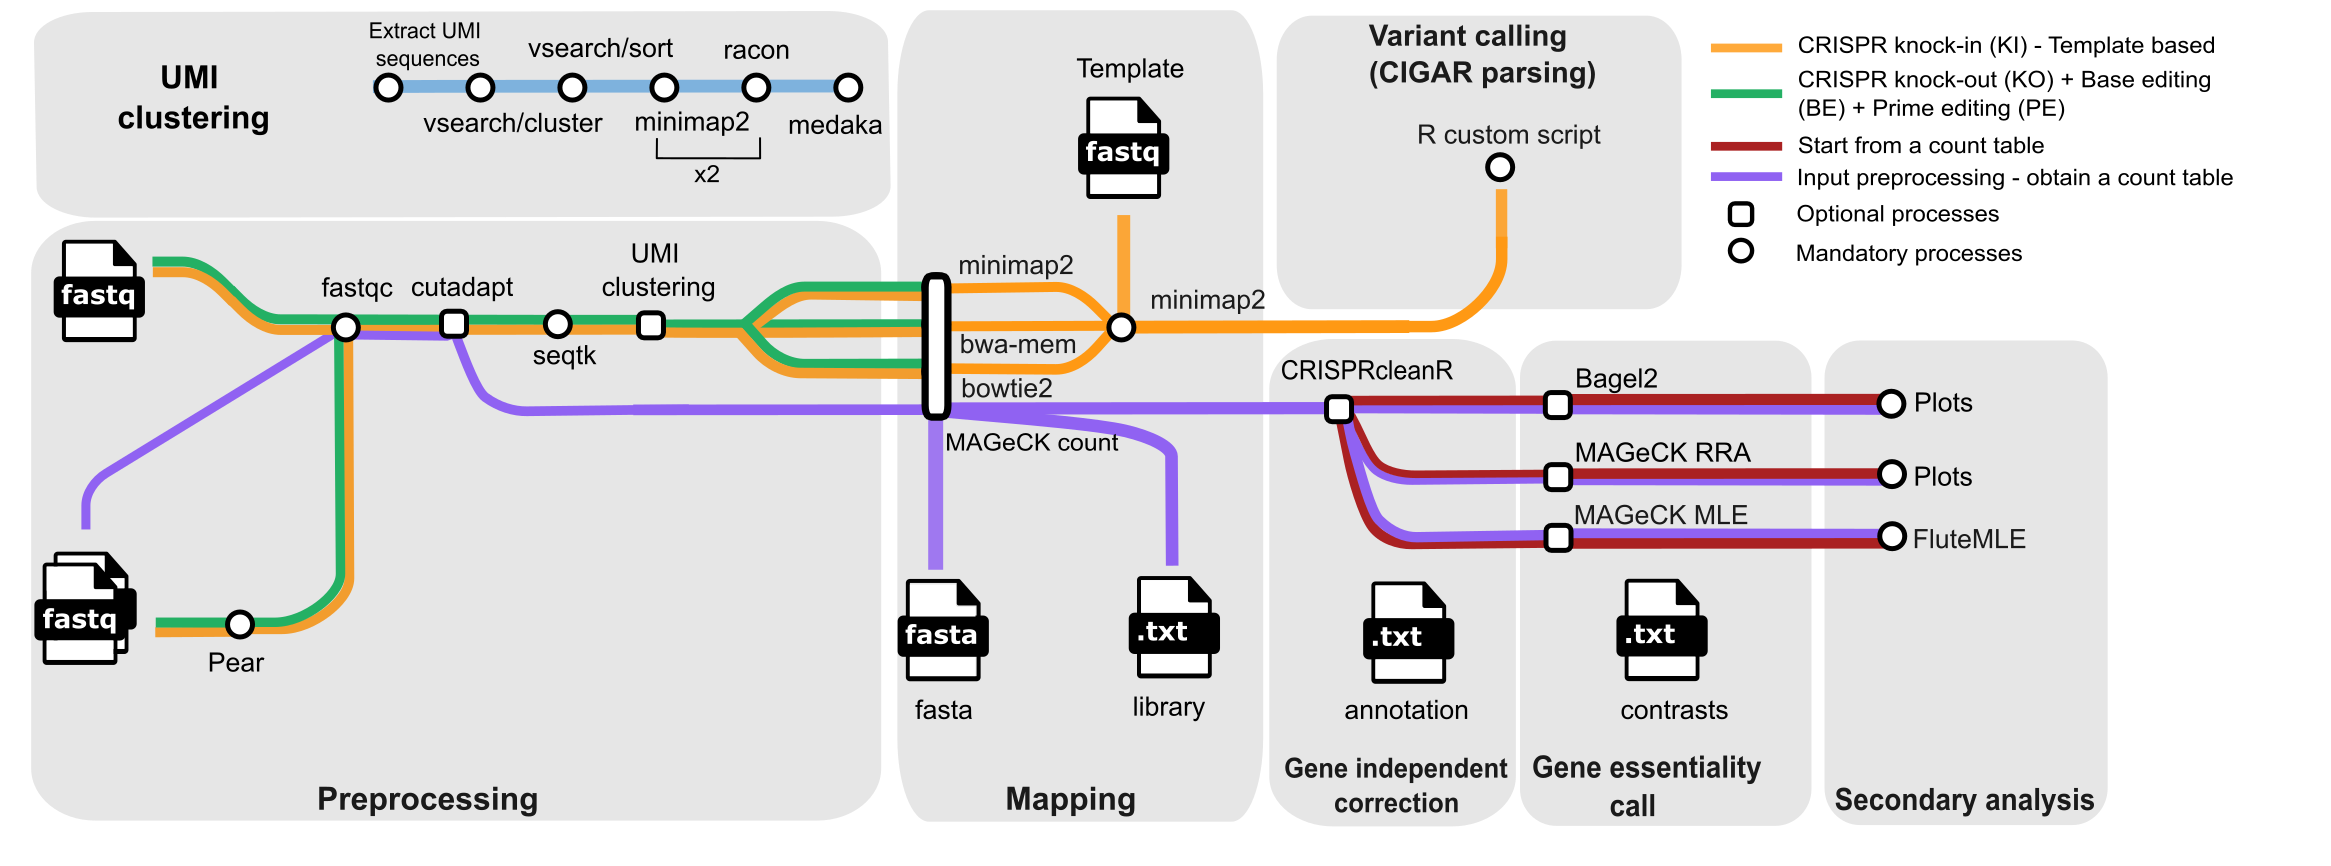 UMI
clustering
Extract UMI
sequences
vsearch/sort
racon
vsearch/cluster
minimap2
medaka
x2
Template
fastq
Variant calling
(CIGAR parsing)
R custom script
CRISPR knock-in (KI) - Template based
CRISPR knock-out (KO) + Base editing
(BE) + Prime editing (PE)
Start from a count table
Input preprocessing - obtain a count table
Optional processes
Mandatory processes
fastq
fastqc
cutadapt
seqtk
UMI
clustering
minimap2
bwa-mem
bowtie2
MAGeCK count
minimap2
CRISPRcleanR
Bagel2
Plots
MAGeCK RRA
Plots
MAGeCK MLE
FluteMLE
fastq
Pear
fasta
fasta
.txt
library
.txt
annotation
.txt
contrasts
Preprocessing
Mapping
Gene independent
correction
Gene essentiality
call
Secondary analysis